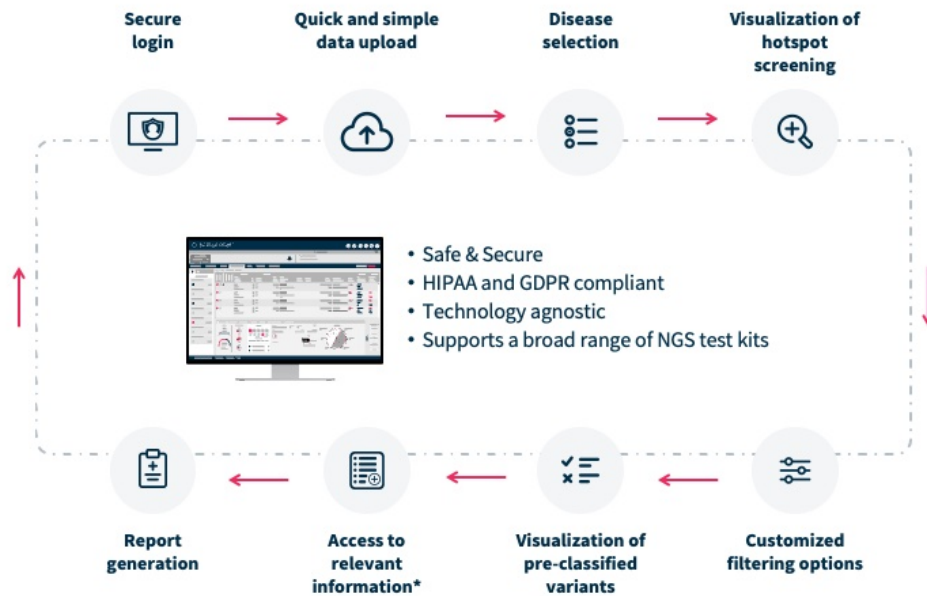 Secure
login
Quick and simple
data upload
Disease
selection
Visualization of
hotspot
screening
• Safe & Secure
• HIPAA and GDPR compliant
• Technology agnostic
• Supports a broad range of NGS test kits
Report
generation
Access to
relevant
information*
Visualization of
pre-classified
variants
Customized
filtering options